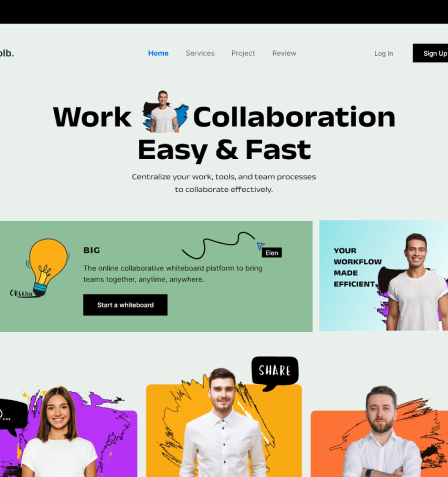 olb.
Home Services Project Review
Log In
Sign Up
Work Collaboration
Easy & Fast
Centralize your work, tools, and team processes
to collaborate effectively.
BIG
The online collaborative whiteboard platform to bring
teams together, anytime, anywhere.
Start a whiteboard
Elen
YOUR
WORKFLOW
MADE
EFFICIENT.
SHARE